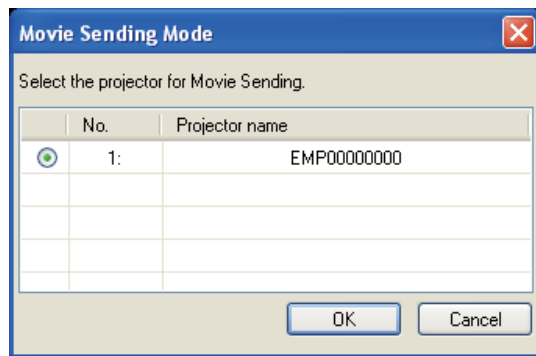 Movie Sending Mode
Select the projector for Movie Sending.
No. Projector name
1: EMP00000000
OK Cancel